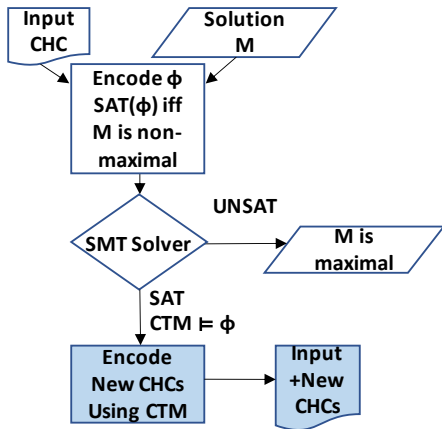 Input
CHC
Solution
M
Encode ϕ
SAT(ϕ) iff
M is non-
maximal
UNSAT
SMT Solver
M is
maximal
SAT
CTM ⊨ ϕ
Encode
New CHCs
Using CTM
Input
+New
CHCs